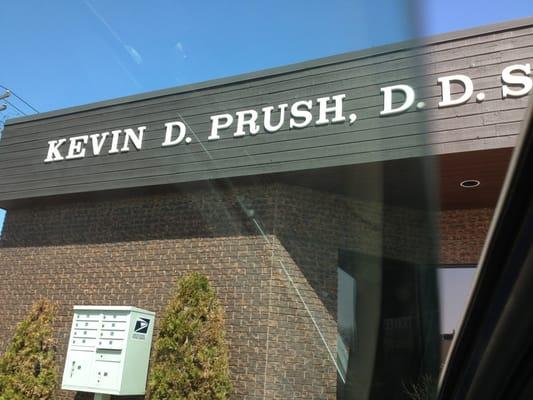 KEVIN D. PRUSH, D.D.S